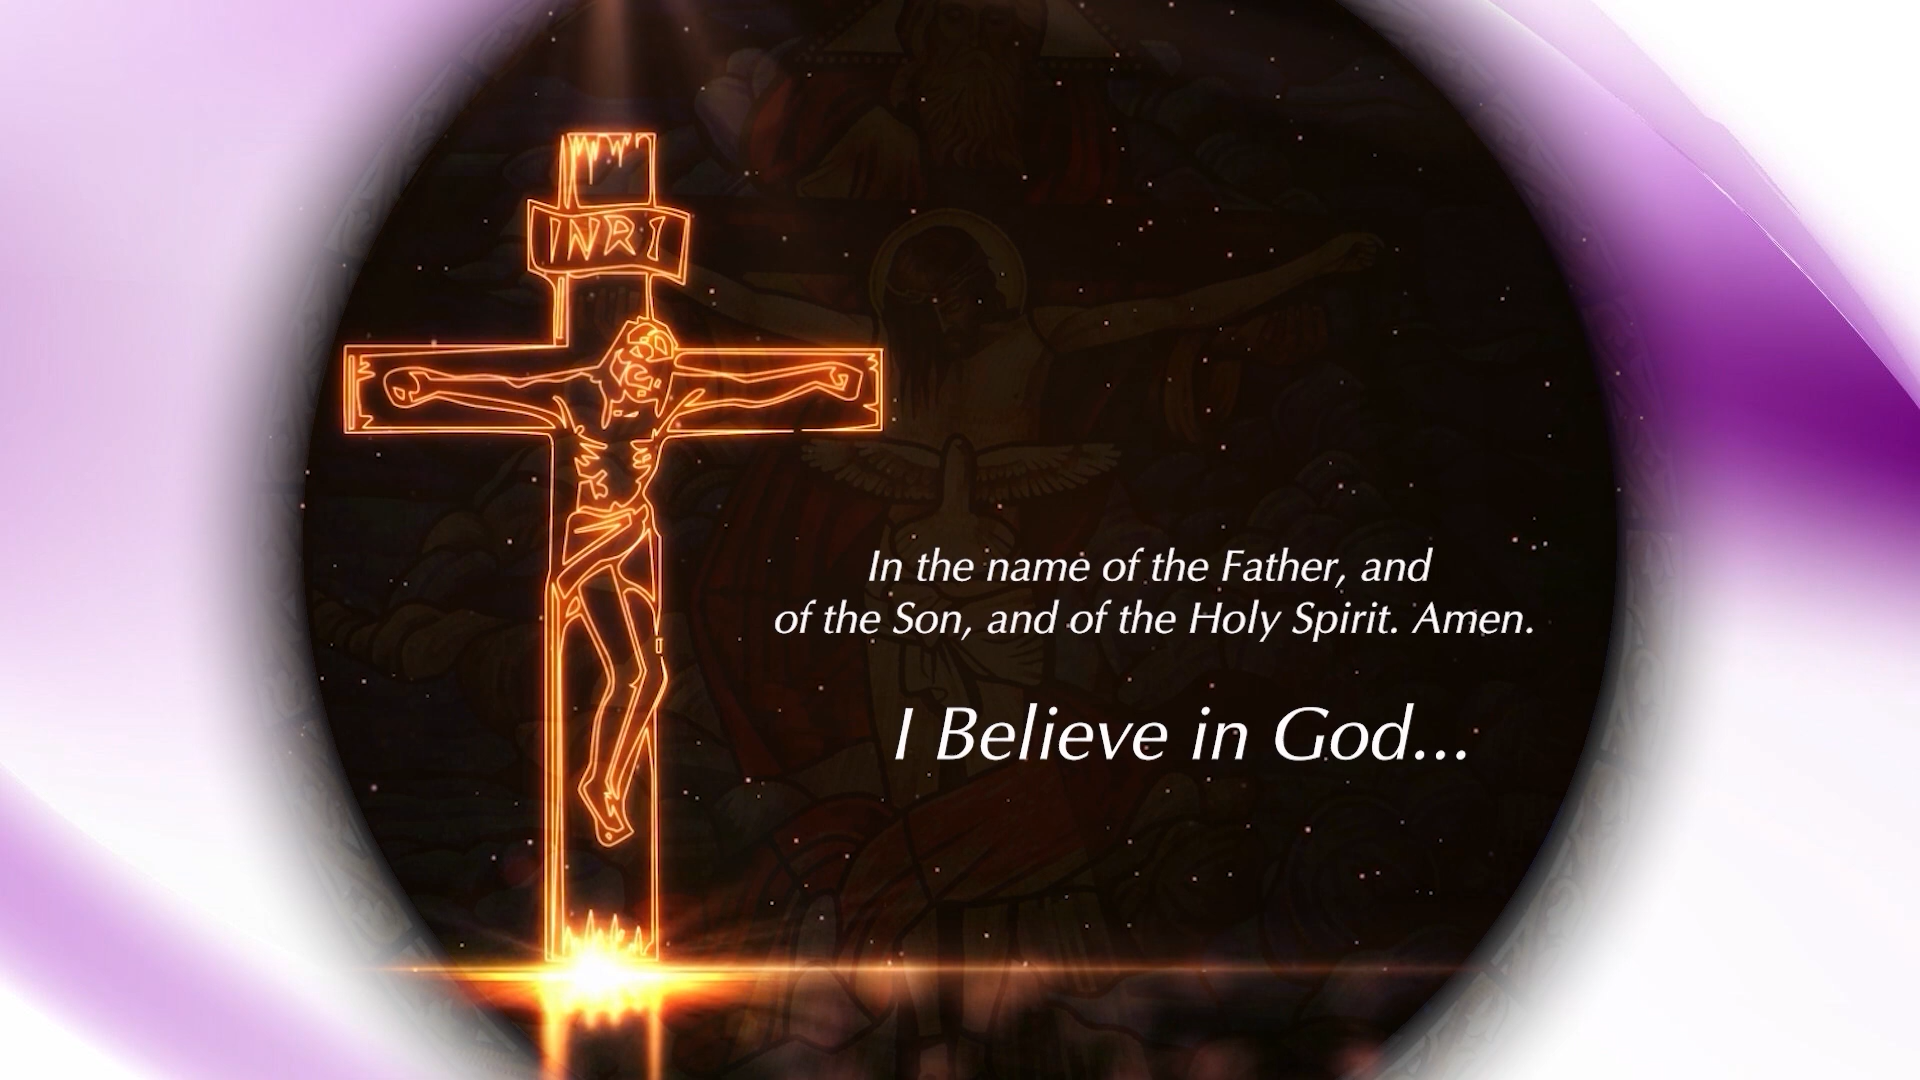 INRI
In the name of the Father, and
of the Son, and of the Holy Spirit. Amen.
I Believe in God...